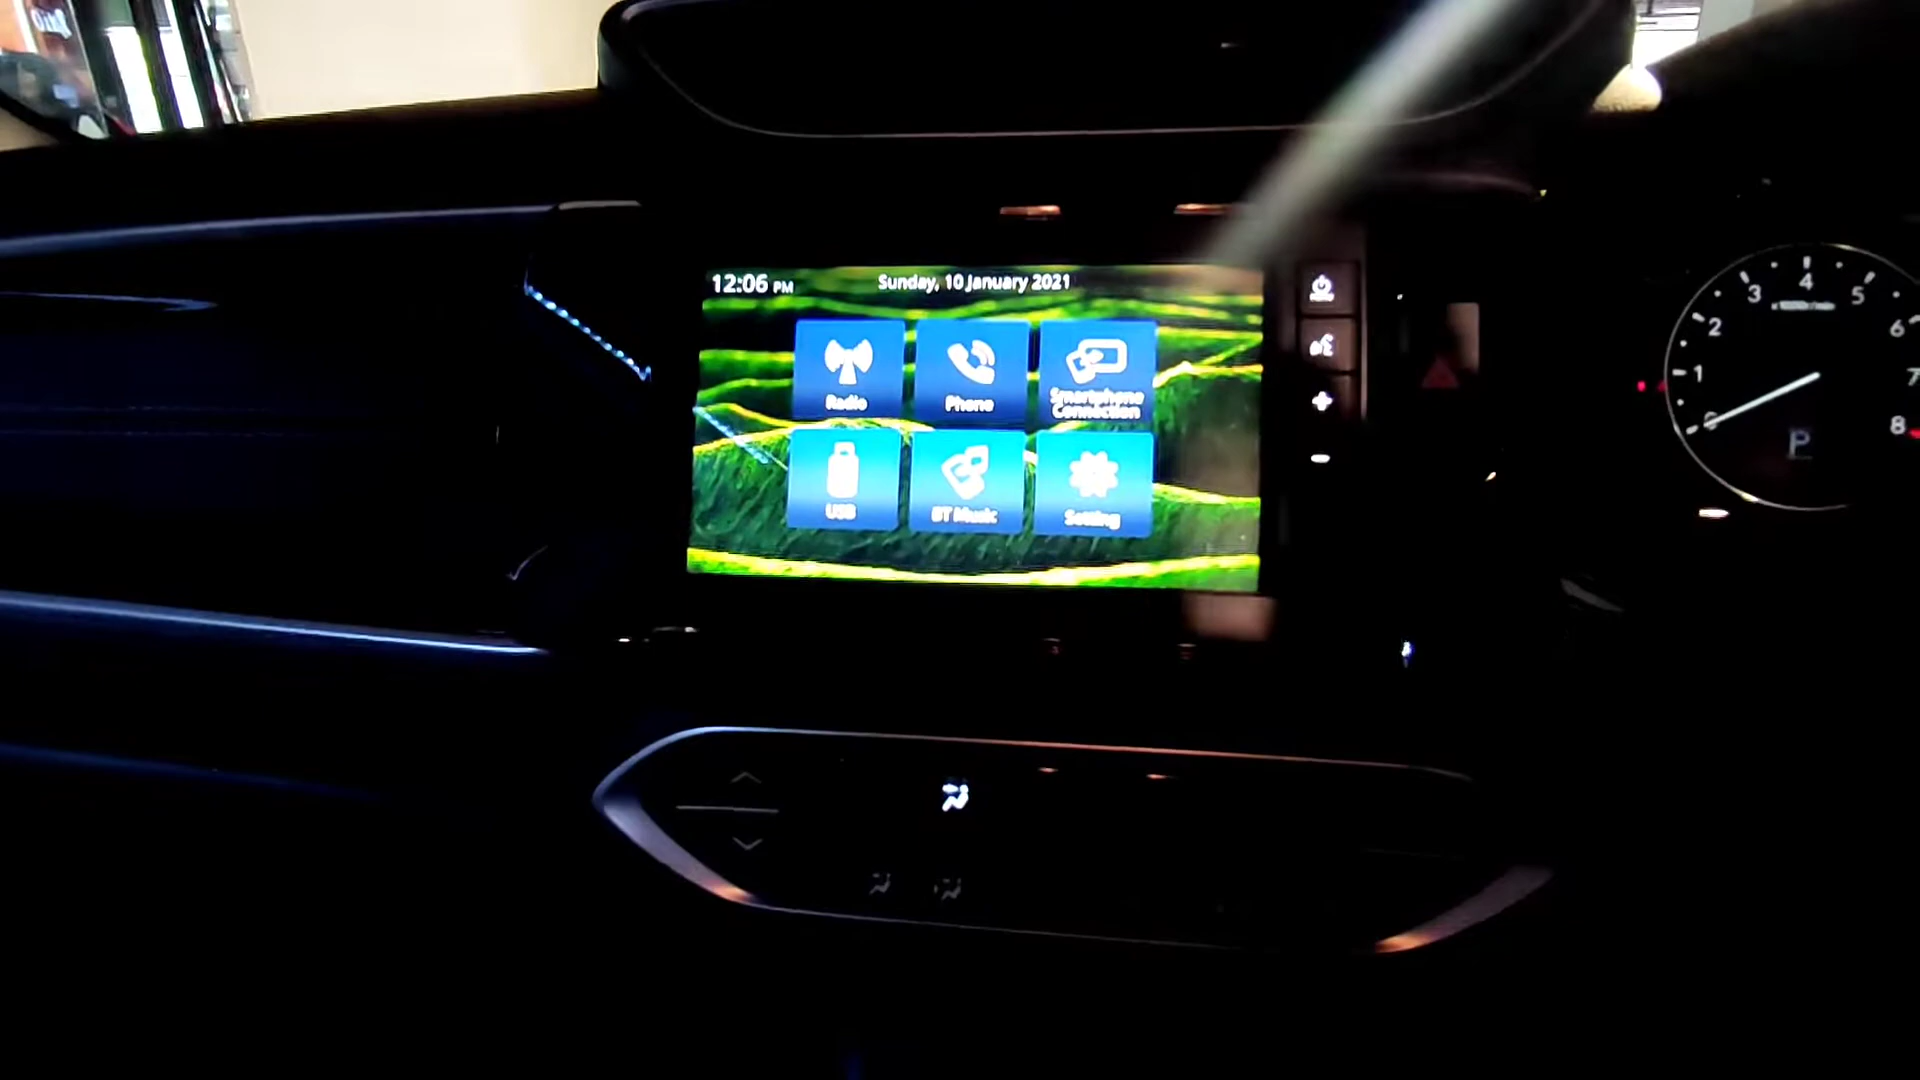 12:06 PM
Sunday, 10 January 2021
Radio
Phone
Smartphone
Connection
USB
BT Music
Setting
0
1
2
3
4
5
6
7
8
P